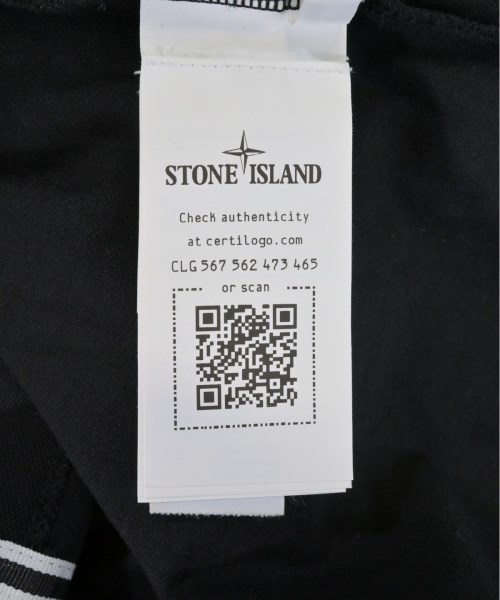 STONE ISLAND
Check authenticity
at certilogo.com
CLG 567 562 473 465
or scan